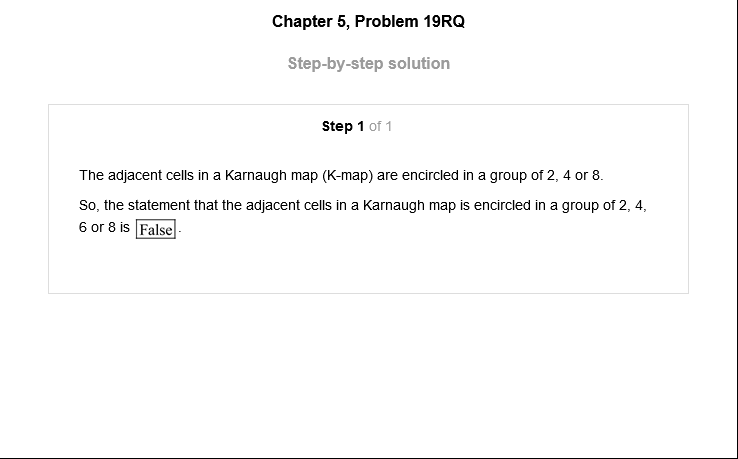 Chapter 5, Problem 19RQ
Step-by-step solution
Step 1 of 1
The adjacent cells in a Karnaugh map (K-map) are encircled in a group of 2, 4 or 8.
So, the statement that the adjacent cells in a Karnaugh map is encircled in a group of 2, 4,
6 or 8 is False.